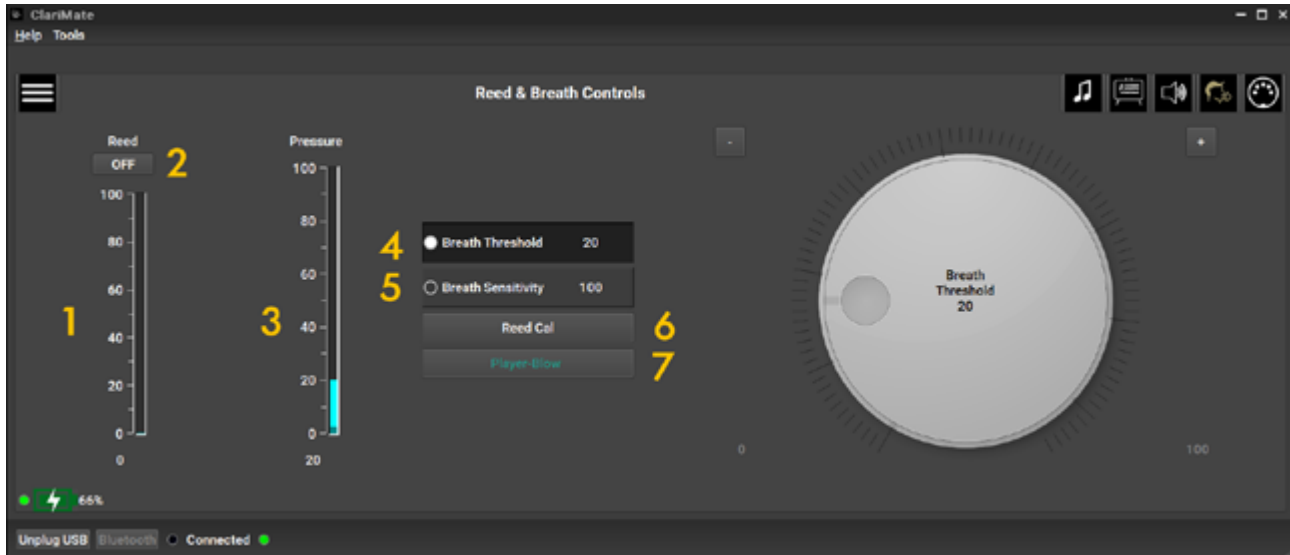 ClariMate
Help Tools
Reed & Breath Controls
Reed
OFF
2
100
80
60
40
20
0
0
1
Pressure
100
80
60
40
20
0
20
3
4
Breath Threshold 20
5
Breath Sensitivity 100
Reed Cal
6
Player-Blow
7
-
+
Breath
Threshold
20
0
100
66%
Unplug USB Bluetooth Connected